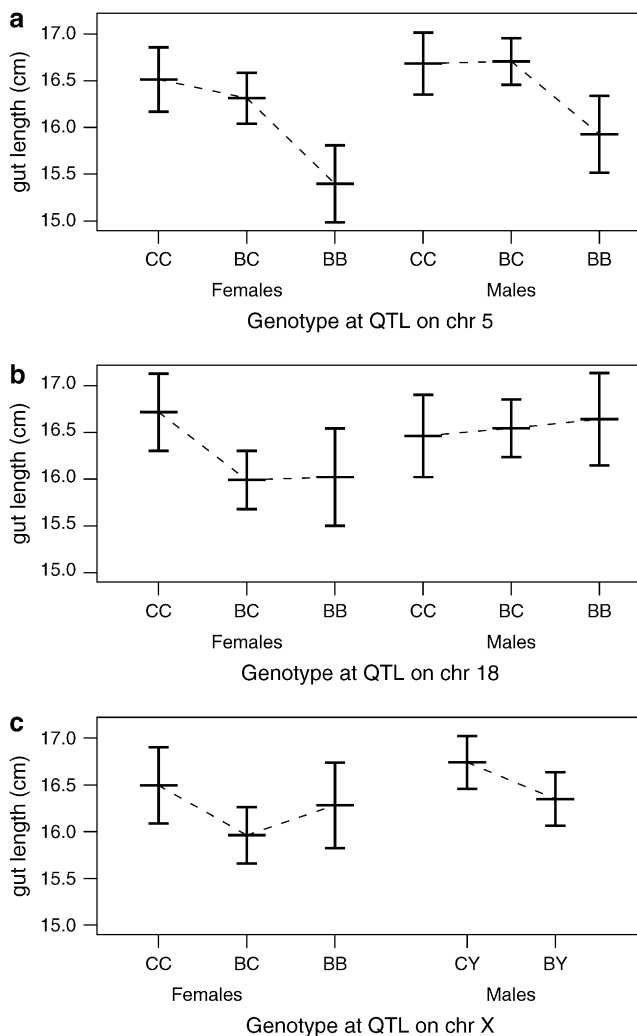 a
gut length (cm)
17.0
16.5
16.0
15.5
15.0
CC BC BB CC BC BB
Females Males
Genotype at QTL on chr 5
b
gut length (cm)
17.0
16.5
16.0
15.5
15.0
CC BC BB CC BC BB
Females Males
Genotype at QTL on chr 18
c
gut length (cm)
17.0
16.5
16.0
15.5
15.0
CC BC BB CY BY
Females Males
Genotype at QTL on chr X